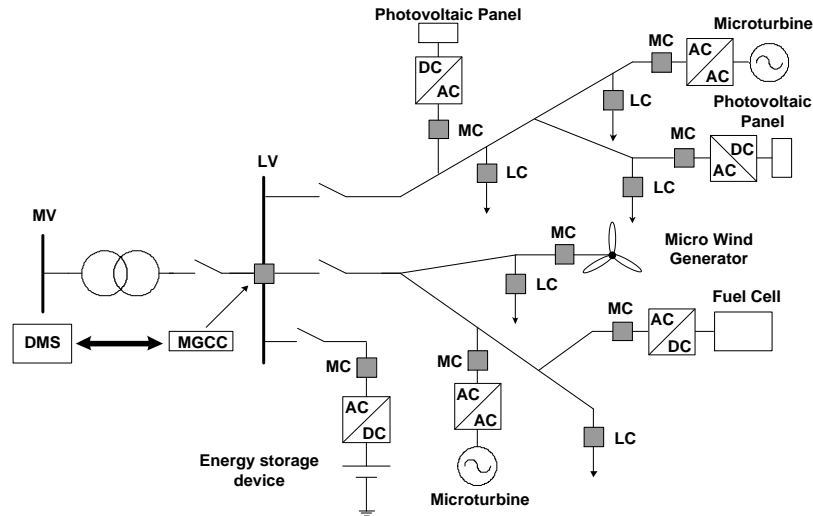 Photovoltaic Panel
DC
AC
MC
LC
MC
AC
AC
Microturbine
LC
Photovoltaic
Panel
MC
DC
AC
LC
LV
MV
MC
Micro Wind
Generator
LC
DMS
MGCC
Fuel Cell
MC
AC
DC
MC
AC
DC
Energy storage
device
MC
AC
AC
Microturbine
LC